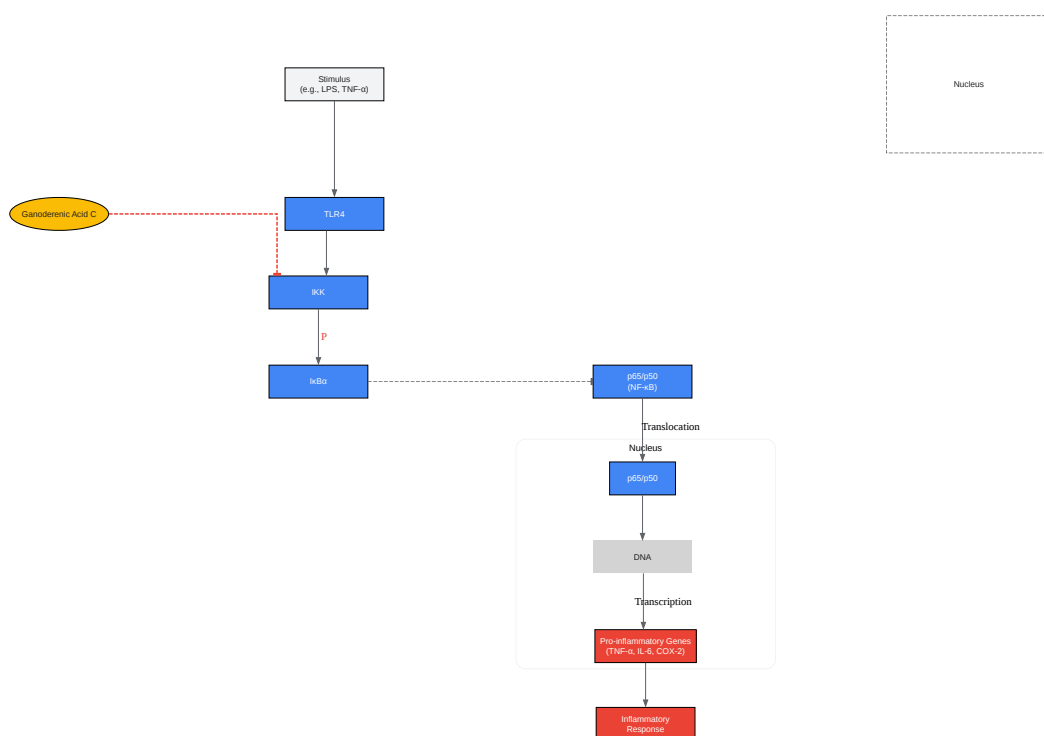 Nucleus
Stimulus
(e.g., LPS, TNF-α)
Ganoderenic Acid C
TLR4
IKK
P
IκBα
p65/p50
(NF-κB)
Translocation
Nucleus
p65/p50
DNA
Transcription
Pro-inflammatory Genes
(TNF-α, IL-6, COX-2)
Inflammatory
Response